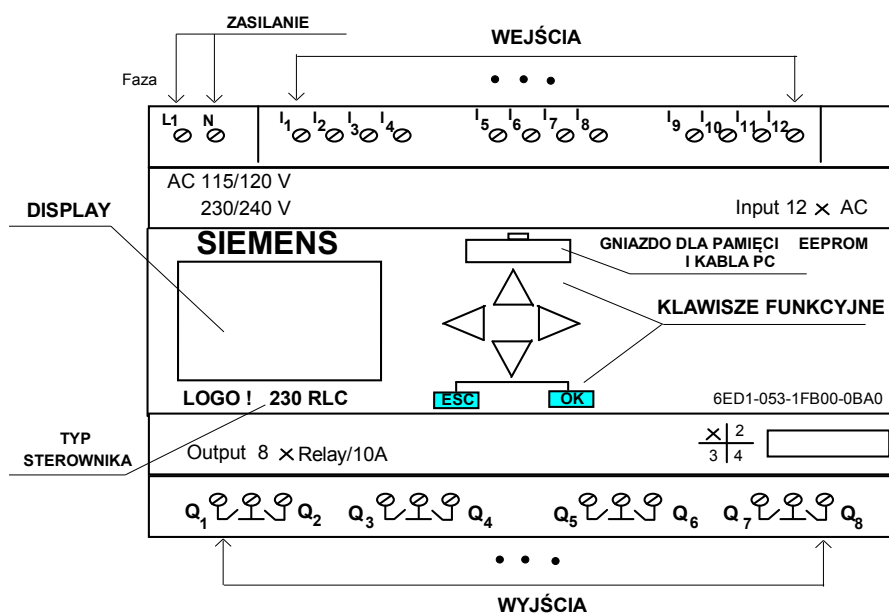 ZASILANIE
WEJŚCIA
Faza
• • •
L1 N I1 I2 I3 I4 I5 I6 I7 I8 I9 I10 I11 I12
AC 115/120 V
230/240 V
Input 12 × AC
DISPLAY
SIEMENS
GNIAZDO DLA PAMIĘCI EEPROM
I KABLA PC
KLAWISZE FUNKCYJNE
ESC OK
LOGO ! 230 RLC
6ED1-053-1FB00-0BA0
TYP
STEROWNIKA
Output 8 × Relay/10A
× 2
3 4
Q1 Q2 Q3 Q4 Q5 Q6 Q7 Q8
• • •
WYJŚCIA